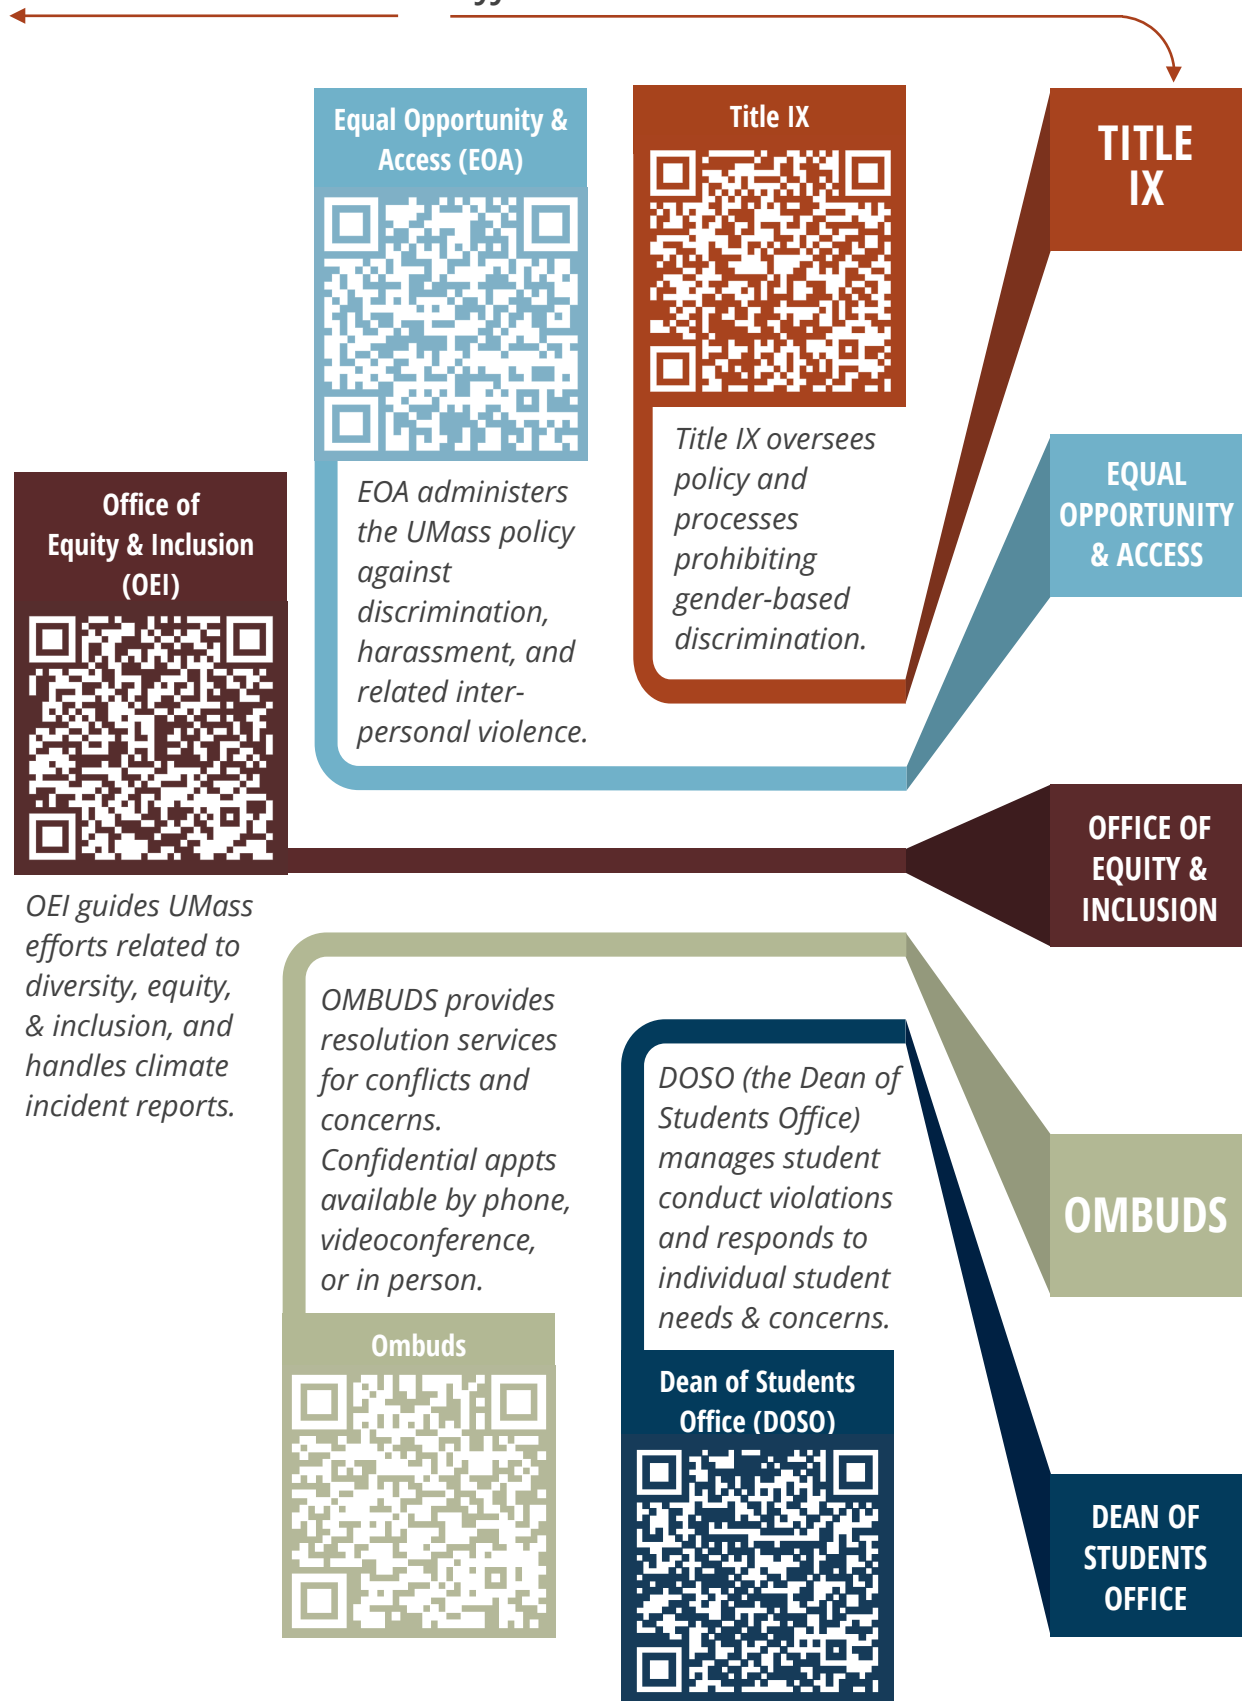 Equal Opportunity &
Access (EOA)
Title IX
TITLE
IX
Title IX oversees
policy and
processes
prohibiting
gender-based
discrimination.
EOA administers
the UMass policy
against
discrimination,
harassment, and
related inter-
personal violence.
EQUAL
OPPORTUNITY
& ACCESS
Office of
Equity & Inclusion
(OEI)
OEI guides UMass
efforts related to
diversity, equity,
& inclusion, and
handles climate
incident reports.
OFFICE OF
EQUITY &
INCLUSION
OMBUDS provides
resolution services
for conflicts and
concerns.
Confidential appts
available by phone,
videoconference,
or in person.
Ombuds
DOSO (the Dean of
Students Office)
manages student
conduct violations
and responds to
individual student
needs & concerns.
Dean of Students
Office (DOSO)
OMBUDS
DEAN OF
STUDENTS
OFFICE